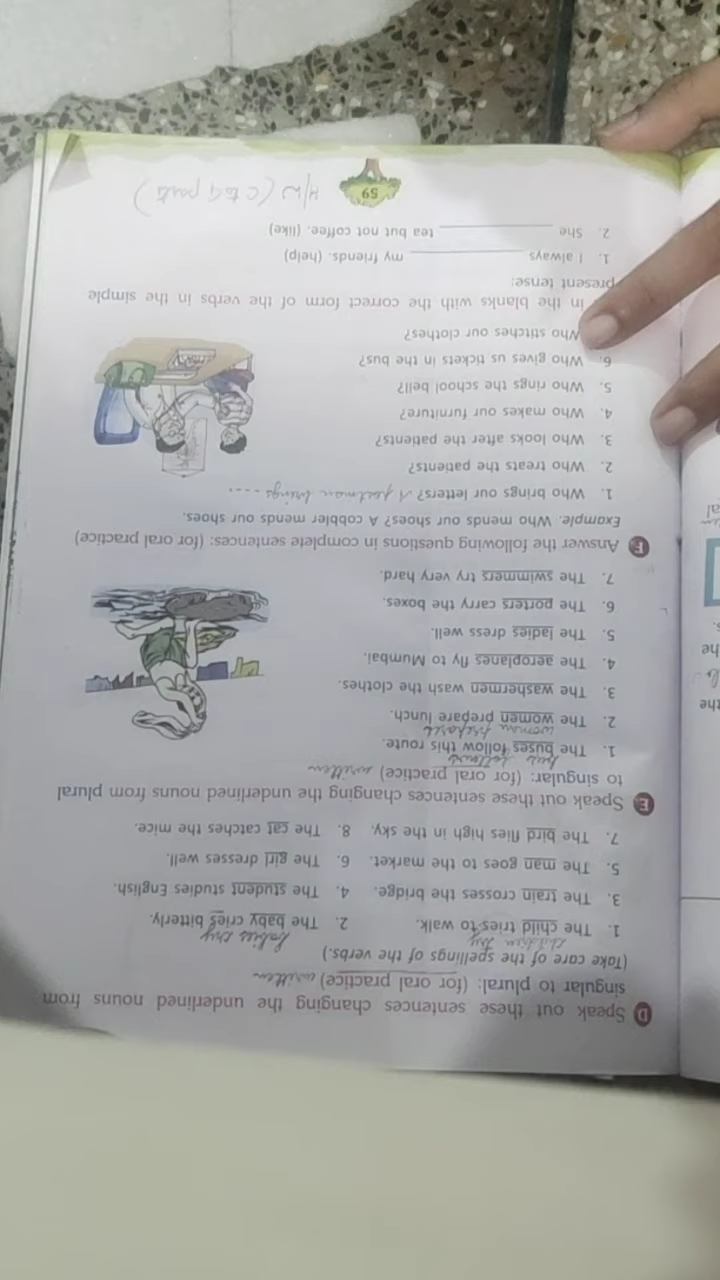 D Speak out these sentences changing the underlined nouns from
singular to plural: (for oral practice) written
(Take care of the spellings of the verbs.)
children try babies cry
1. The child tries to walk. 2. The baby cries bitterly.
3. The train crosses the bridge. 4. The student studies English.
5. The man goes to the market. 6. The girl dresses well.
7. The bird flies high in the sky. 8. The cat catches the mice.
E Speak out these sentences changing the underlined nouns from plural
to singular: (for oral practice) written
bus follows
1. The buses follow this route.
woman prepares
2. The women prepare lunch.
3. The washermen wash the clothes.
4. The aeroplanes fly to Mumbai.
5. The ladies dress well.
6. The porters carry the boxes.
7. The swimmers try very hard.
F Answer the following questions in complete sentences: (for oral practice)
Example. Who mends our shoes? A cobbler mends our shoes.
1. Who brings our letters? A postman brings ----
2. Who treats the patients?
3. Who looks after the patients?
4. Who makes our furniture?
5. Who rings the school bell?
6. Who gives us tickets in the bus?
Who stitches our clothes?
in the blanks with the correct form of the verbs in the simple
present tense:
1. I always __________ my friends. (help)
2. She __________ tea but not coffee. (like)
59
H/W (C to G parts)
the
he